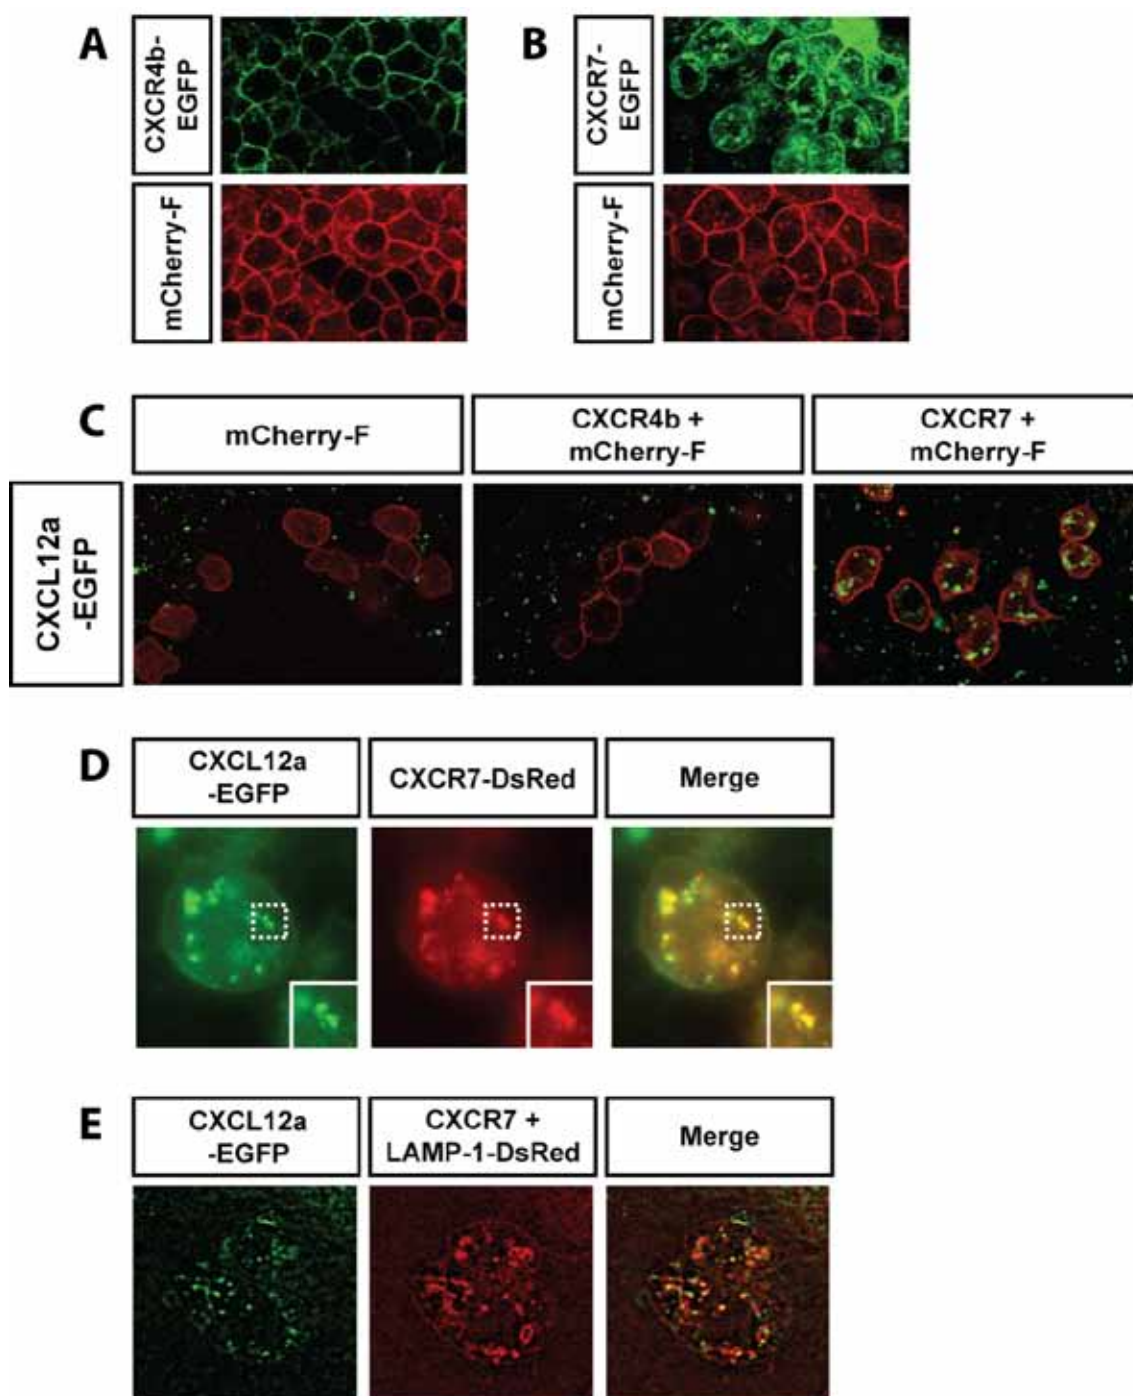 A
CXCR4b-
EGFP
mCherry-F
B
CXCR7-
EGFP
mCherry-F
C
mCherry-F
CXCR4b +
mCherry-F
CXCR7 +
mCherry-F
CXCL12a
-EGFP
D
CXCL12a
-EGFP
CXCR7-DsRed
Merge
E
CXCL12a
-EGFP
CXCR7 +
LAMP-1-DsRed
Merge